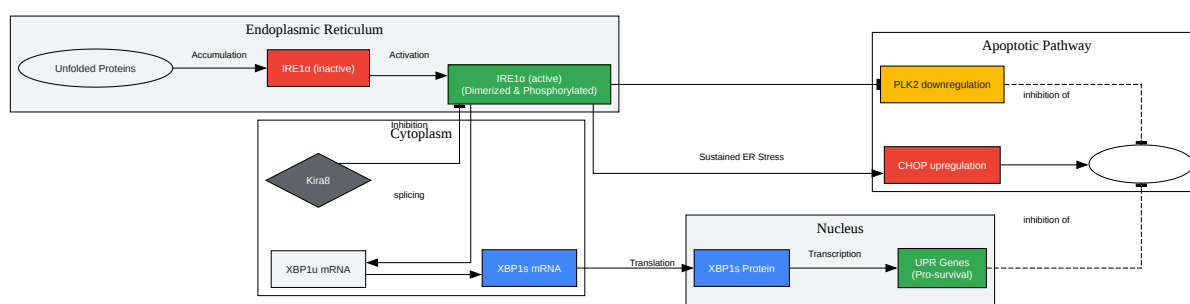 Endoplasmic Reticulum
Unfolded Proteins
Accumulation
IRE1α (inactive)
Activation
IRE1α (active)
(Dimerized & Phosphorylated)
Apoptotic Pathway
PLK2 downregulation
inhibition of
Inhibition
Cytoplasm
Kira8
splicing
Sustained ER Stress
CHOP upregulation
XBP1u mRNA
XBP1s mRNA
Translation
Nucleus
XBP1s Protein
Transcription
UPR Genes
(Pro-survival)
inhibition of